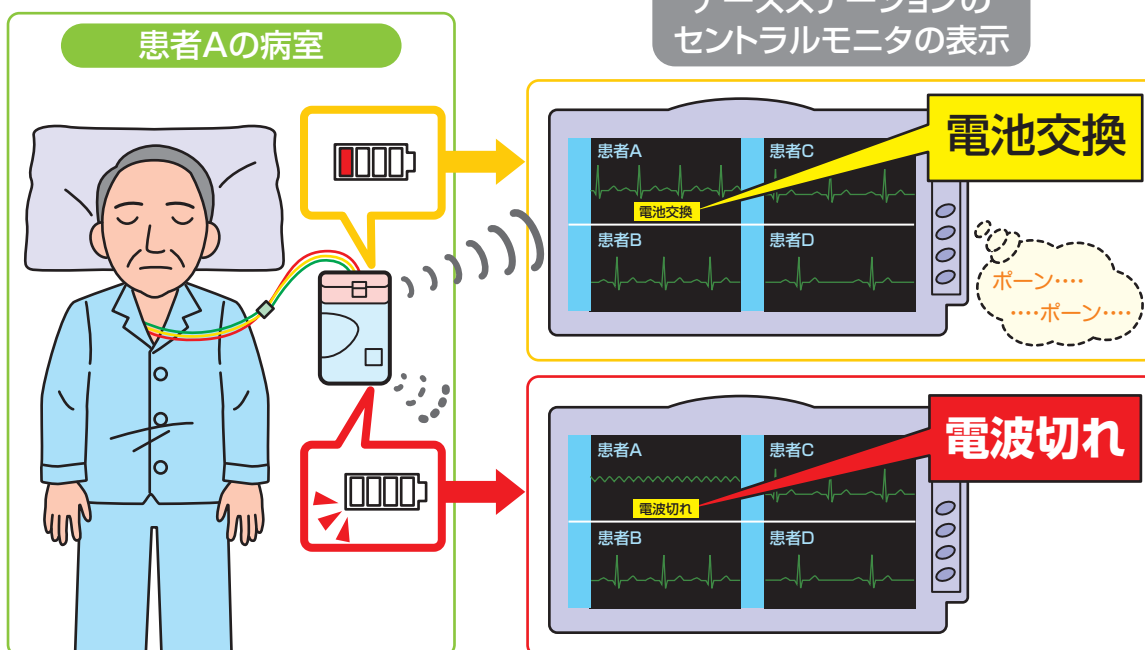 患者Aの病室
ナースステーションの
セントラルモニタの表示
患者A
患者C
電池交換
患者B
患者D
電池交換
ポーン‥‥
‥‥ポーン‥‥
患者A
患者C
電波切れ
患者B
患者D
電波切れ